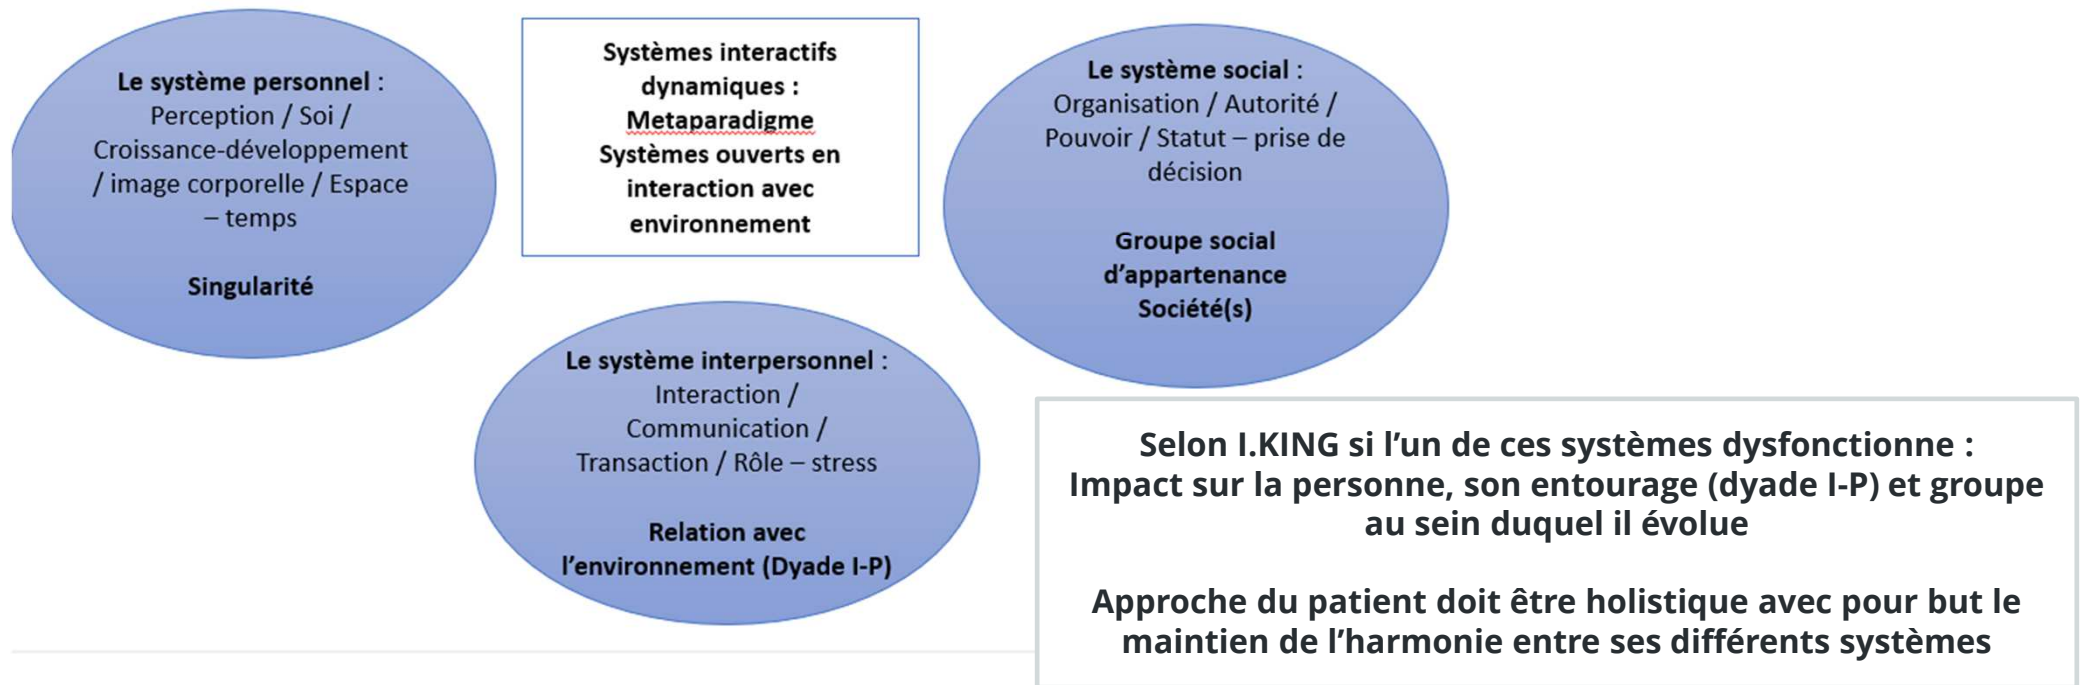 Le système personnel :
Perception / Soi /
Croissance-développement
/ image corporelle / Espace
– temps
Singularité
Systèmes interactifs
dynamiques :
Metaparadigme
Systèmes ouverts en
interaction avec
environnement
Le système social :
Organisation / Autorité /
Pouvoir / Statut – prise de
décision
Groupe social
d’appartenance
Société(s)
Le système interpersonnel :
Interaction /
Communication /
Transaction / Rôle – stress
Relation avec
l’environnement (Dyade I-P)
Selon I.KING si l’un de ces systèmes dysfonctionne :
Impact sur la personne, son entourage (dyade I-P) et groupe
au sein duquel il évolue
Approche du patient doit être holistique avec pour but le
maintien de l’harmonie entre ses différents systèmes